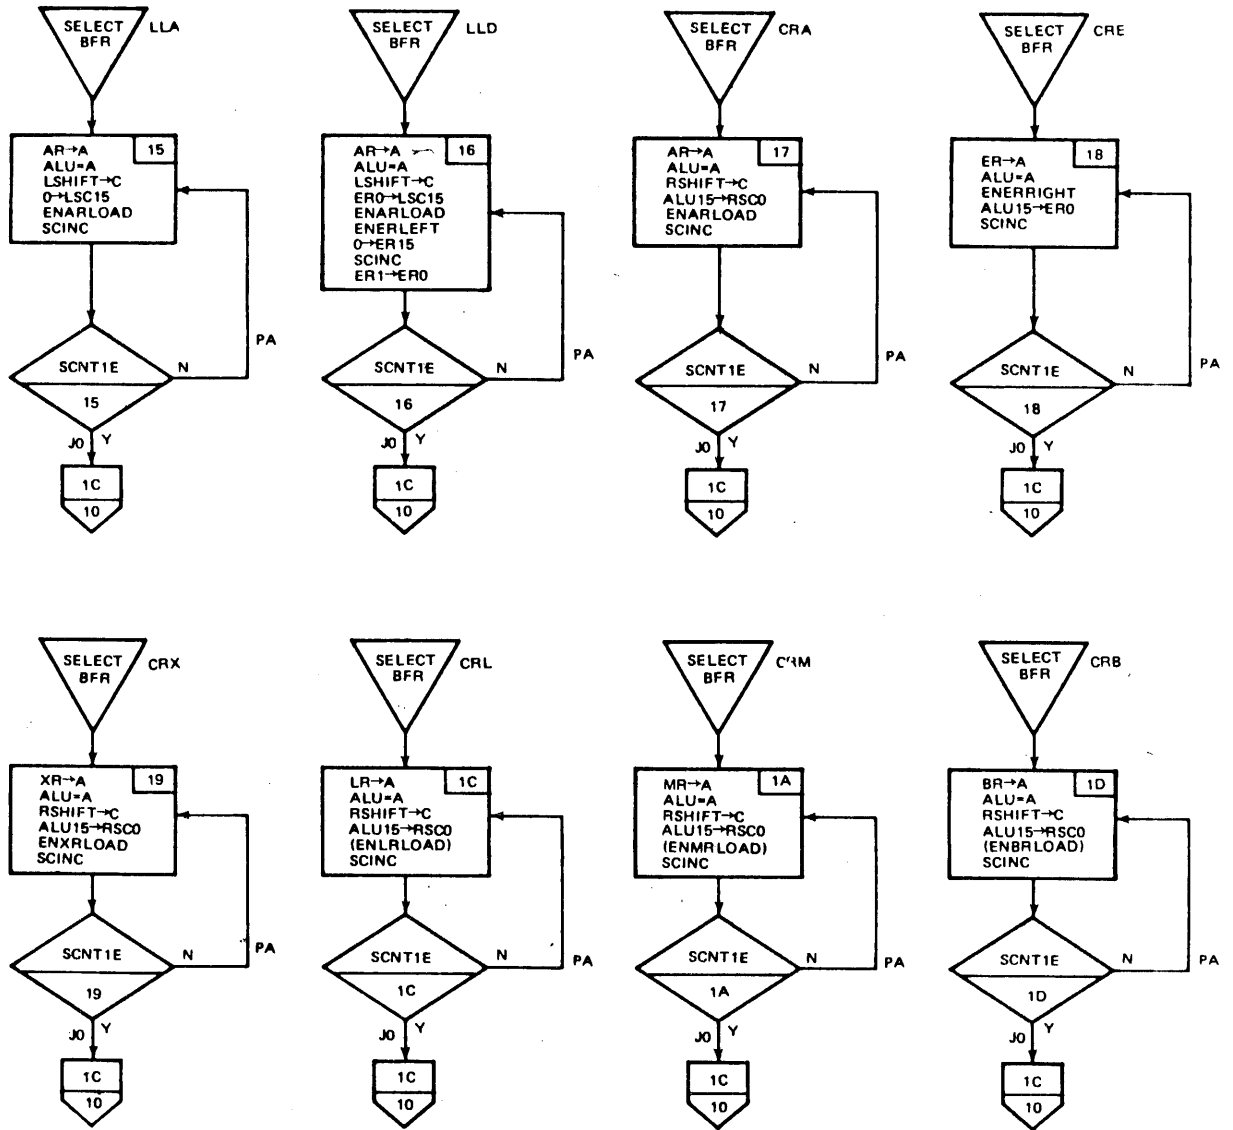 SELECT
BFR
LLA
AR→A
15
ALU=A
LSHIFT→C
0→LSC15
ENARLOAD
SCINC
SCNT1E
N
PA
15
J0
Y
1C
10
SELECT
BFR
LLD
AR→A
16
ALU=A
LSHIFT→C
ER0→LSC15
ENARLOAD
ENERLEFT
0→ER15
SCINC
ER1→ER0
SCNT1E
N
PA
16
J0
Y
1C
10
SELECT
BFR
CRA
AR→A
17
ALU=A
RSHIFT→C
ALU15→RSC0
ENARLOAD
SCINC
SCNT1E
N
PA
17
J0
Y
1C
10
SELECT
BFR
CRE
ER→A
18
ALU=A
ENERRIGHT
ALU15→ER0
SCINC
SCNT1E
N
PA
18
J0
Y
1C
10
SELECT
BFR
CRX
XR→A
19
ALU=A
RSHIFT→C
ALU15→RSC0
ENXRLOAD
SCINC
SCNT1E
N
PA
19
J0
Y
1C
10
SELECT
BFR
CRL
LR→A
1C
ALU=A
RSHIFT→C
ALU15→RSC0
(ENLRLOAD)
SCINC
SCNT1E
N
PA
1C
J0
Y
1C
10
SELECT
BFR
CRM
MR→A
1A
ALU=A
RSHIFT→C
ALU15→RSC0
(ENMRLOAD)
SCINC
SCNT1E
N
PA
1A
J0
Y
1C
10
SELECT
BFR
CRB
BR→A
1D
ALU=A
RSHIFT→C
ALU15→RSC0
(ENBRLOAD)
SCINC
SCNT1E
N
PA
1D
J0
Y
1C
10